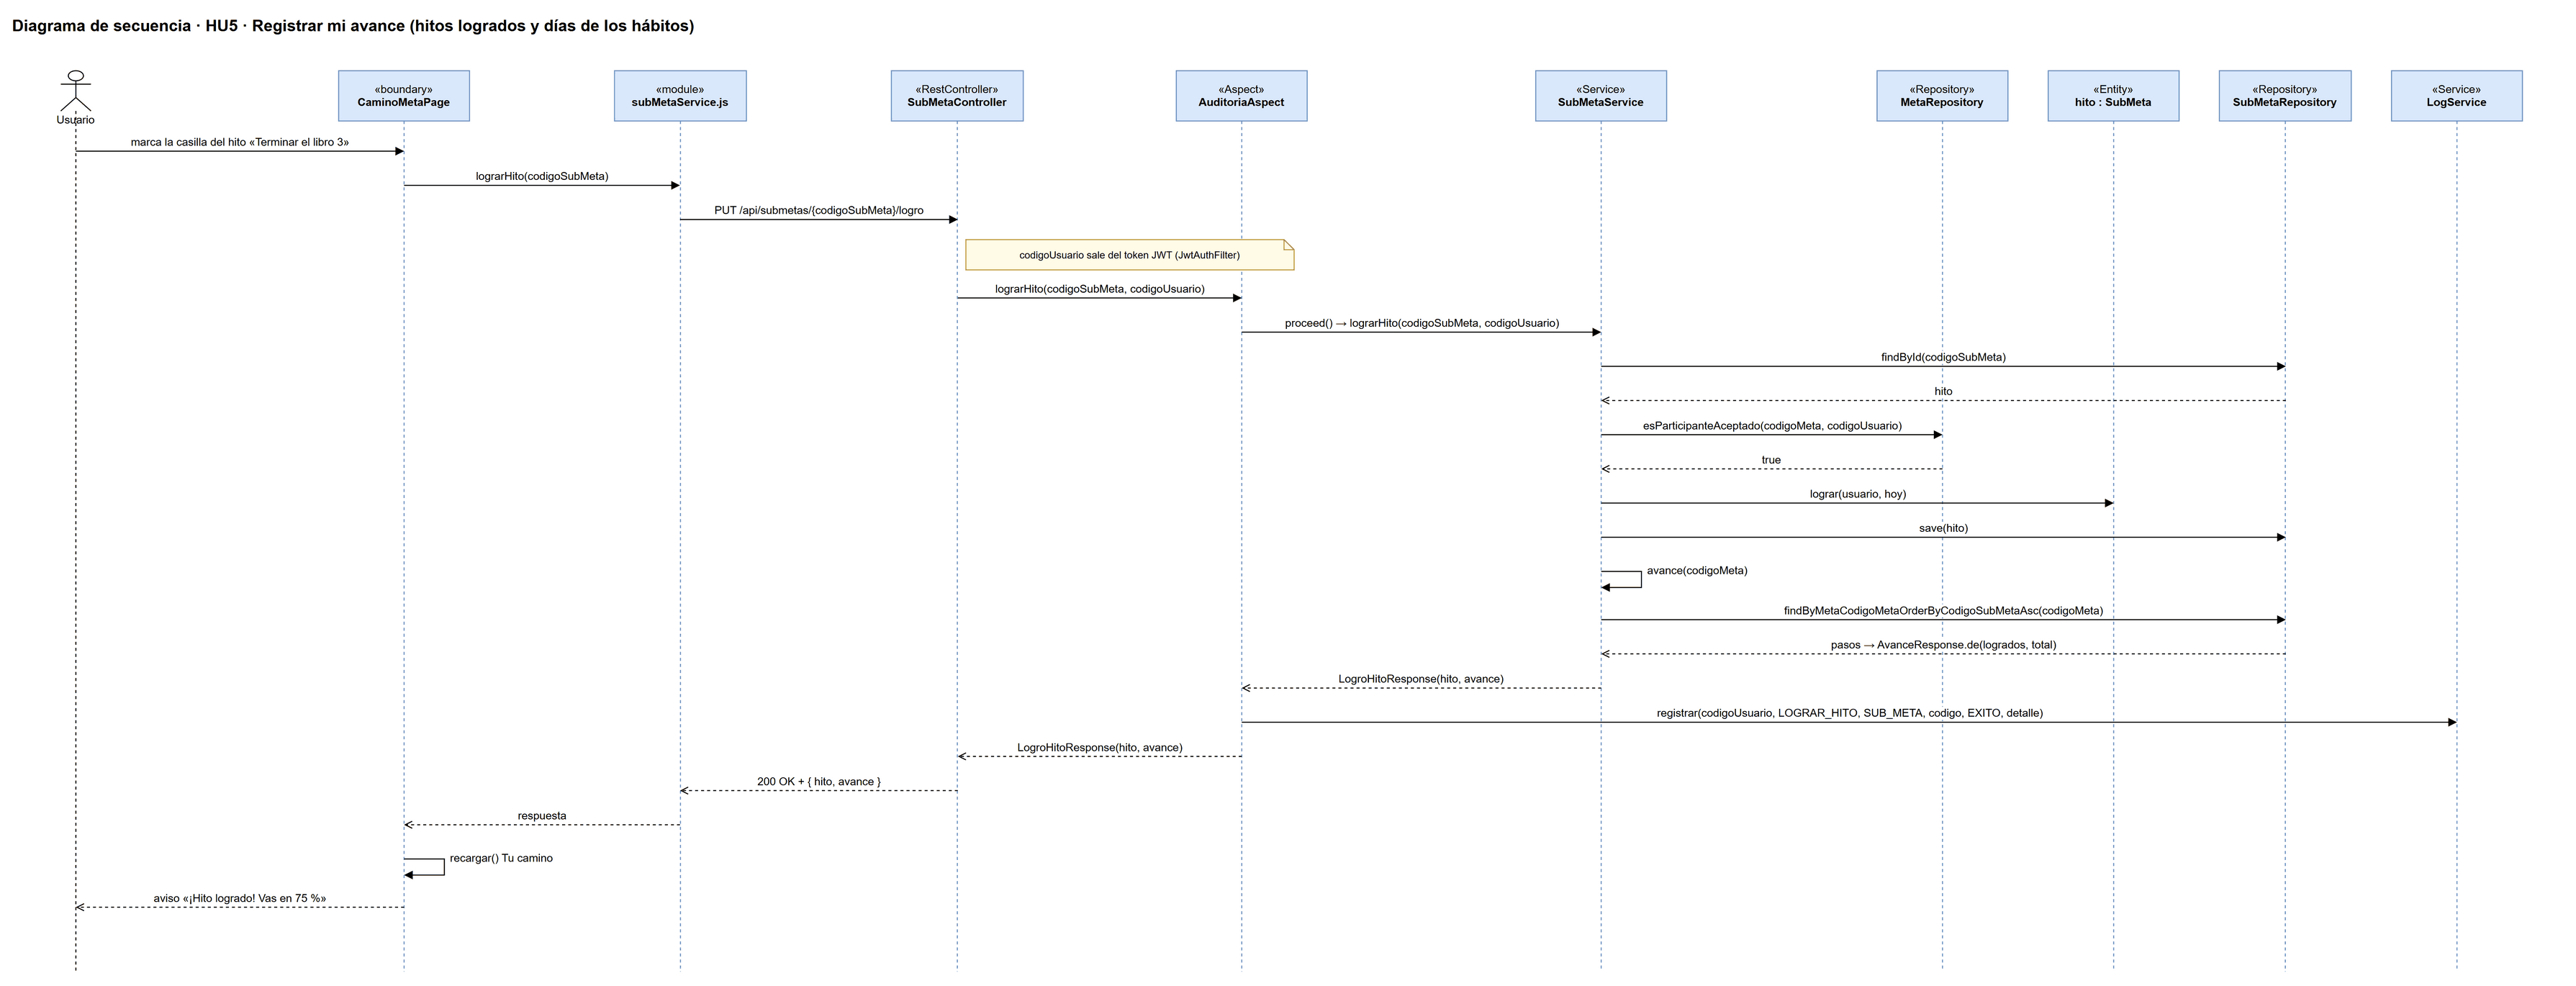 Diagrama de secuencia · HU5 · Registrar mi avance (hitos logrados y días de los hábitos)
Usuario
«boundary»
CaminoMetaPage
«module»
subMetaService.js
«RestController»
SubMetaController
«Aspect»
AuditoriaAspect
«Service»
SubMetaService
«Repository»
MetaRepository
«Entity»
hito : SubMeta
«Repository»
SubMetaRepository
«Service»
LogService
marca la casilla del hito «Terminar el libro 3»
lograrHito(codigoSubMeta)
PUT /api/submetas/{codigoSubMeta}/logro
codigoUsuario sale del token JWT (JwtAuthFilter)
lograrHito(codigoSubMeta, codigoUsuario)
proceed() → lograrHito(codigoSubMeta, codigoUsuario)
findById(codigoSubMeta)
hito
esParticipanteAceptado(codigoMeta, codigoUsuario)
true
lograr(usuario, hoy)
save(hito)
avance(codigoMeta)
findByMetaCodigoMetaOrderByCodigoSubMetaAsc(codigoMeta)
pasos → AvanceResponse.de(logrados, total)
LogroHitoResponse(hito, avance)
registrar(codigoUsuario, LOGRAR_HITO, SUB_META, codigo, EXITO, detalle)
LogroHitoResponse(hito, avance)
200 OK + { hito, avance }
respuesta
recargar() Tu camino
aviso «¡Hito logrado! Vas en 75 %»